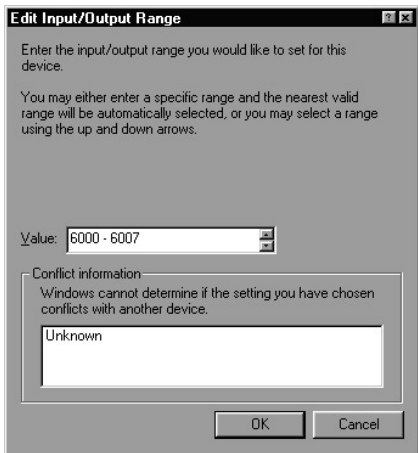 Edit Input/Output Range
Enter the input/output range you would like to set for this
device.
You may either enter a specific range and the nearest valid
range will be automatically selected, or you may select a range
using the up and down arrows.
Value: 6000 - 6007
Conflict information
Windows cannot determine if the setting you have chosen
conflicts with another device.
Unknown
OK Cancel